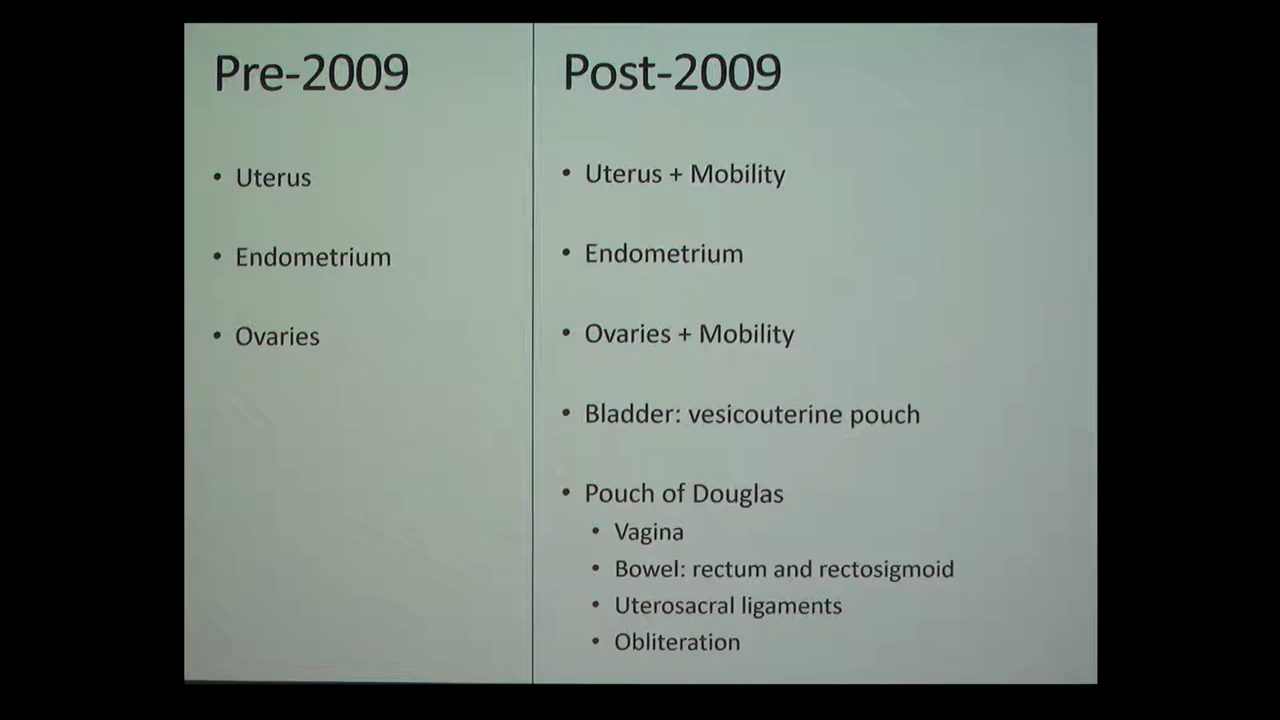 Pre-2009
• Uterus
• Endometrium
• Ovaries
Post-2009
• Uterus + Mobility
• Endometrium
• Ovaries + Mobility
• Bladder: vesicouterine pouch
• Pouch of Douglas
• Vagina
• Bowel: rectum and rectosigmoid
• Uterosacral ligaments
• Obliteration